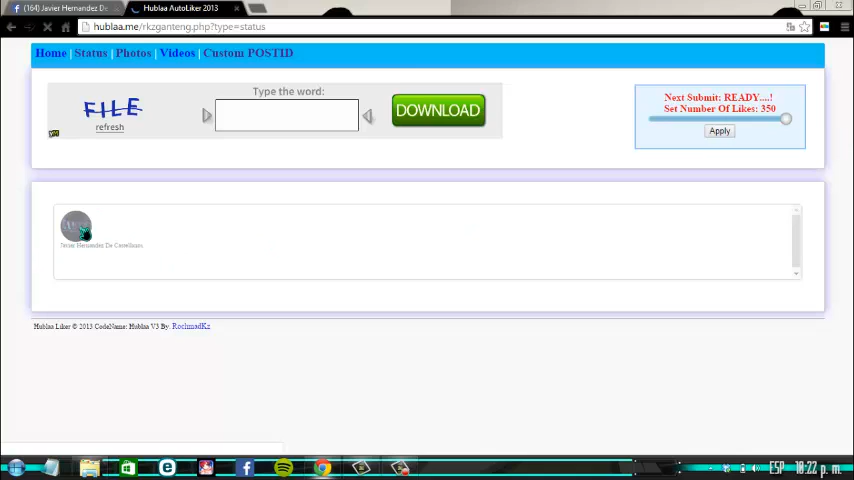 (164) Javier Hernandez De
Hublaa AutoLiker 2013
hublaa.me/rkzganteng.php?type=status
Home | Status | Photos | Videos | Custom POSTID
Type the word:
FILE
refresh
DOWNLOAD
Next Submit: READY....!
Set Number Of Likes: 350
Apply
Javier Hernandez De Castellanos
Hublaa Liker © 2013 CodeName: Hublaa V3 By. RochmadKz
ESP 10:22 p. m.